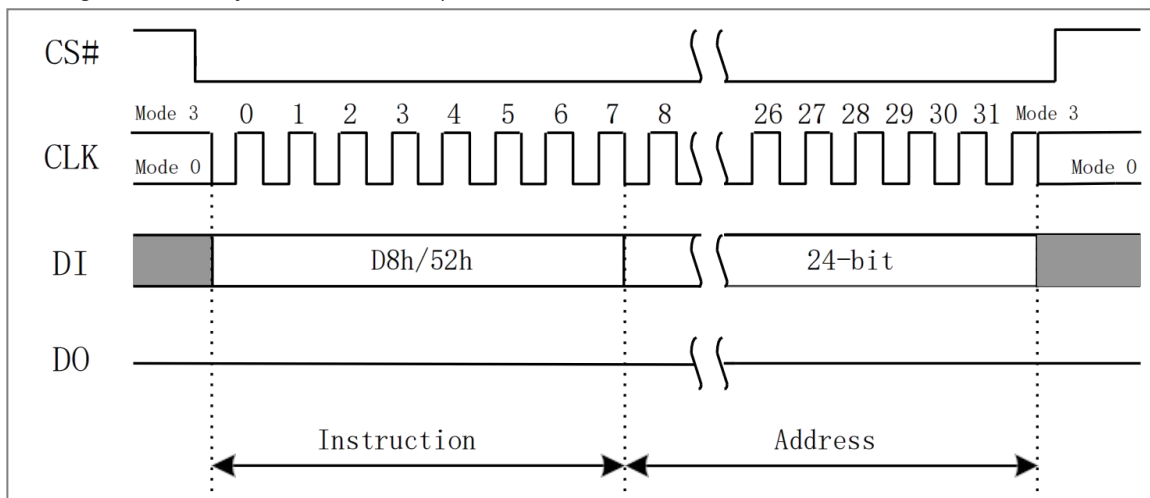 CS#
Mode 3 0 1 2 3 4 5 6 7 8 26 27 28 29 30 31 Mode 3
CLK
Mode 0 Mode 0
DI D8h/52h 24-bit
DO
Instruction Address